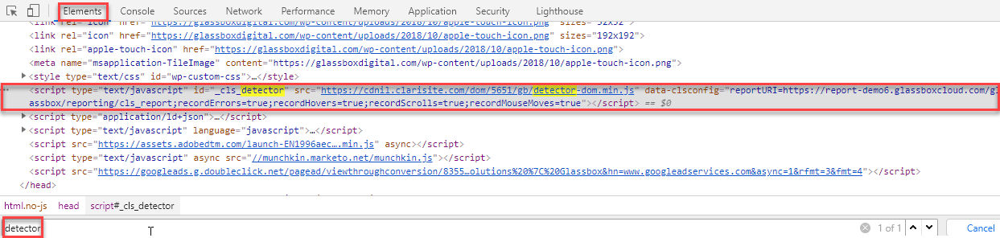 Elements Console Sources Network Performance Memory Application Security Lighthouse
<link rel="icon" href="https://glassboxdigital.com/wp-content/uploads/2018/10/apple-touch-icon.png" sizes="32x32">
<link rel="icon" href="https://glassboxdigital.com/wp-content/uploads/2018/10/apple-touch-icon.png" sizes="192x192">
<link rel="apple-touch-icon" href="https://glassboxdigital.com/wp-content/uploads/2018/10/apple-touch-icon.png">
<meta name="msapplication-TileImage" content="https://glassboxdigital.com/wp-content/uploads/2018/10/apple-touch-icon.png">
<style type="text/css" id="wp-custom-css">…</style>
<script type="text/javascript" id="_cls_detector" src="https://cdnil.clarisite.com/dom/5651/gb/detector-dom.min.js" data-clsconfig="reportURI=https://report-demo6.glassboxcloud.com/gl
assbox/reporting/cls_report;recordErrors=true;recordHovers=true;recordScrolls=true;recordMouseMoves=true"></script> == $0
<script type="application/ld+json">…</script>
<script type="text/javascript" language="javascript">…</script>
<script src="https://assets.adobedtm.com/launch-EN1996aec….min.js" async></script>
<script type="text/javascript" async src="//munchkin.marketo.net/munchkin.js"></script>
<script src="https://googleads.g.doubleclick.net/pagead/viewthroughconversion/8355…olutions%20%7C%20Glassbox&hn=www.googleadservices.com&async=1&rfmt=3&fmt=4"></script>
</head>
html.no-js head script#_cls_detector
detector 1 of 1 Cancel